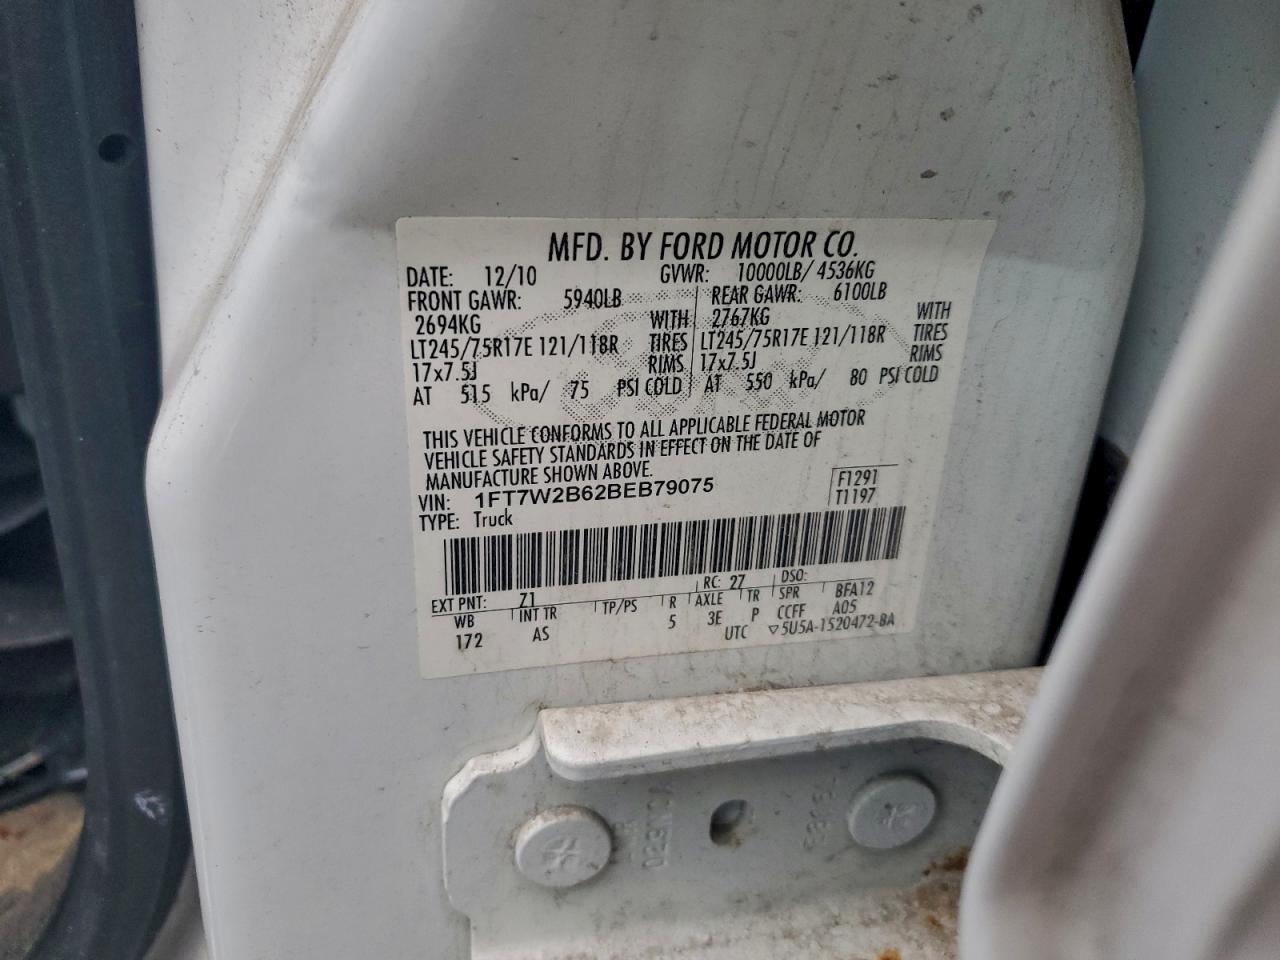 MFD. BY FORD MOTOR CO.
DATE: 12/10 GVWR: 10000LB/ 4536KG
FRONT GAWR: 5940LB REAR GAWR: 6100LB
2694KG WITH 2767KG WITH
LT245/75R17E 121/118R TIRES LT245/75R17E 121/118R TIRES
17x7.5J RIMS 17x7.5J RIMS
AT 515 kPa/ 75 PSI COLD AT 550 kPa/ 80 PSI COLD
THIS VEHICLE CONFORMS TO ALL APPLICABLE FEDERAL MOTOR
VEHICLE SAFETY STANDARDS IN EFFECT ON THE DATE OF
MANUFACTURE SHOWN ABOVE.
VIN: 1FT7W2B62BEB79075 F1291
TYPE: Truck T1197
EXT PNT: Z1 RC: 27 DSO:
WB INT TR TP/PS R AXLE TR SPR BFA12
172 AS 5 3E P CCFF A05
UTC ▽5U5A-1520472-BA